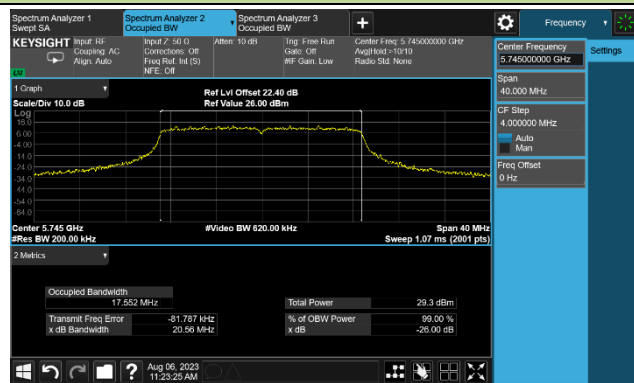 Spectrum Analyzer 1
Swept SA
Spectrum Analyzer 2
Occupied BW
Spectrum Analyzer 3
Occupied BW
Frequency
KEYSIGHT
Input: RF
Coupling: AC
Align: Auto
Input Z: 50 Ω
Corrections: Off
Freq Ref: Int (S)
NFE: Off
Atten: 10 dB
Trig: Free Run
Gate: Off
#IF Gain: Low
Center Freq: 5.745000000 GHz
Avg|Hold:>10/10
Radio Std: None
Center Frequency
5.745000000 GHz
Settings
Span
40.000 MHz
CF Step
4.000000 MHz
Auto
Man
Freq Offset
0 Hz
1 Graph
Scale/Div 10.0 dB
Ref Lvl Offset 22.40 dB
Ref Value 26.00 dBm
Log
16.0
6.00
-4.00
-14.0
-24.0
-34.0
-44.0
-54.0
-64.0
Center 5.745 GHz
#Res BW 200.00 kHz
#Video BW 620.00 kHz
Span 40 MHz
Sweep 1.07 ms (2001 pts)
2 Metrics
Occupied Bandwidth
17.552 MHz
Total Power 29.3 dBm
Transmit Freq Error -81.787 kHz
% of OBW Power 99.00 %
x dB Bandwidth 20.56 MHz
x dB -26.00 dB
Aug 06, 2023
11:23:25 AM